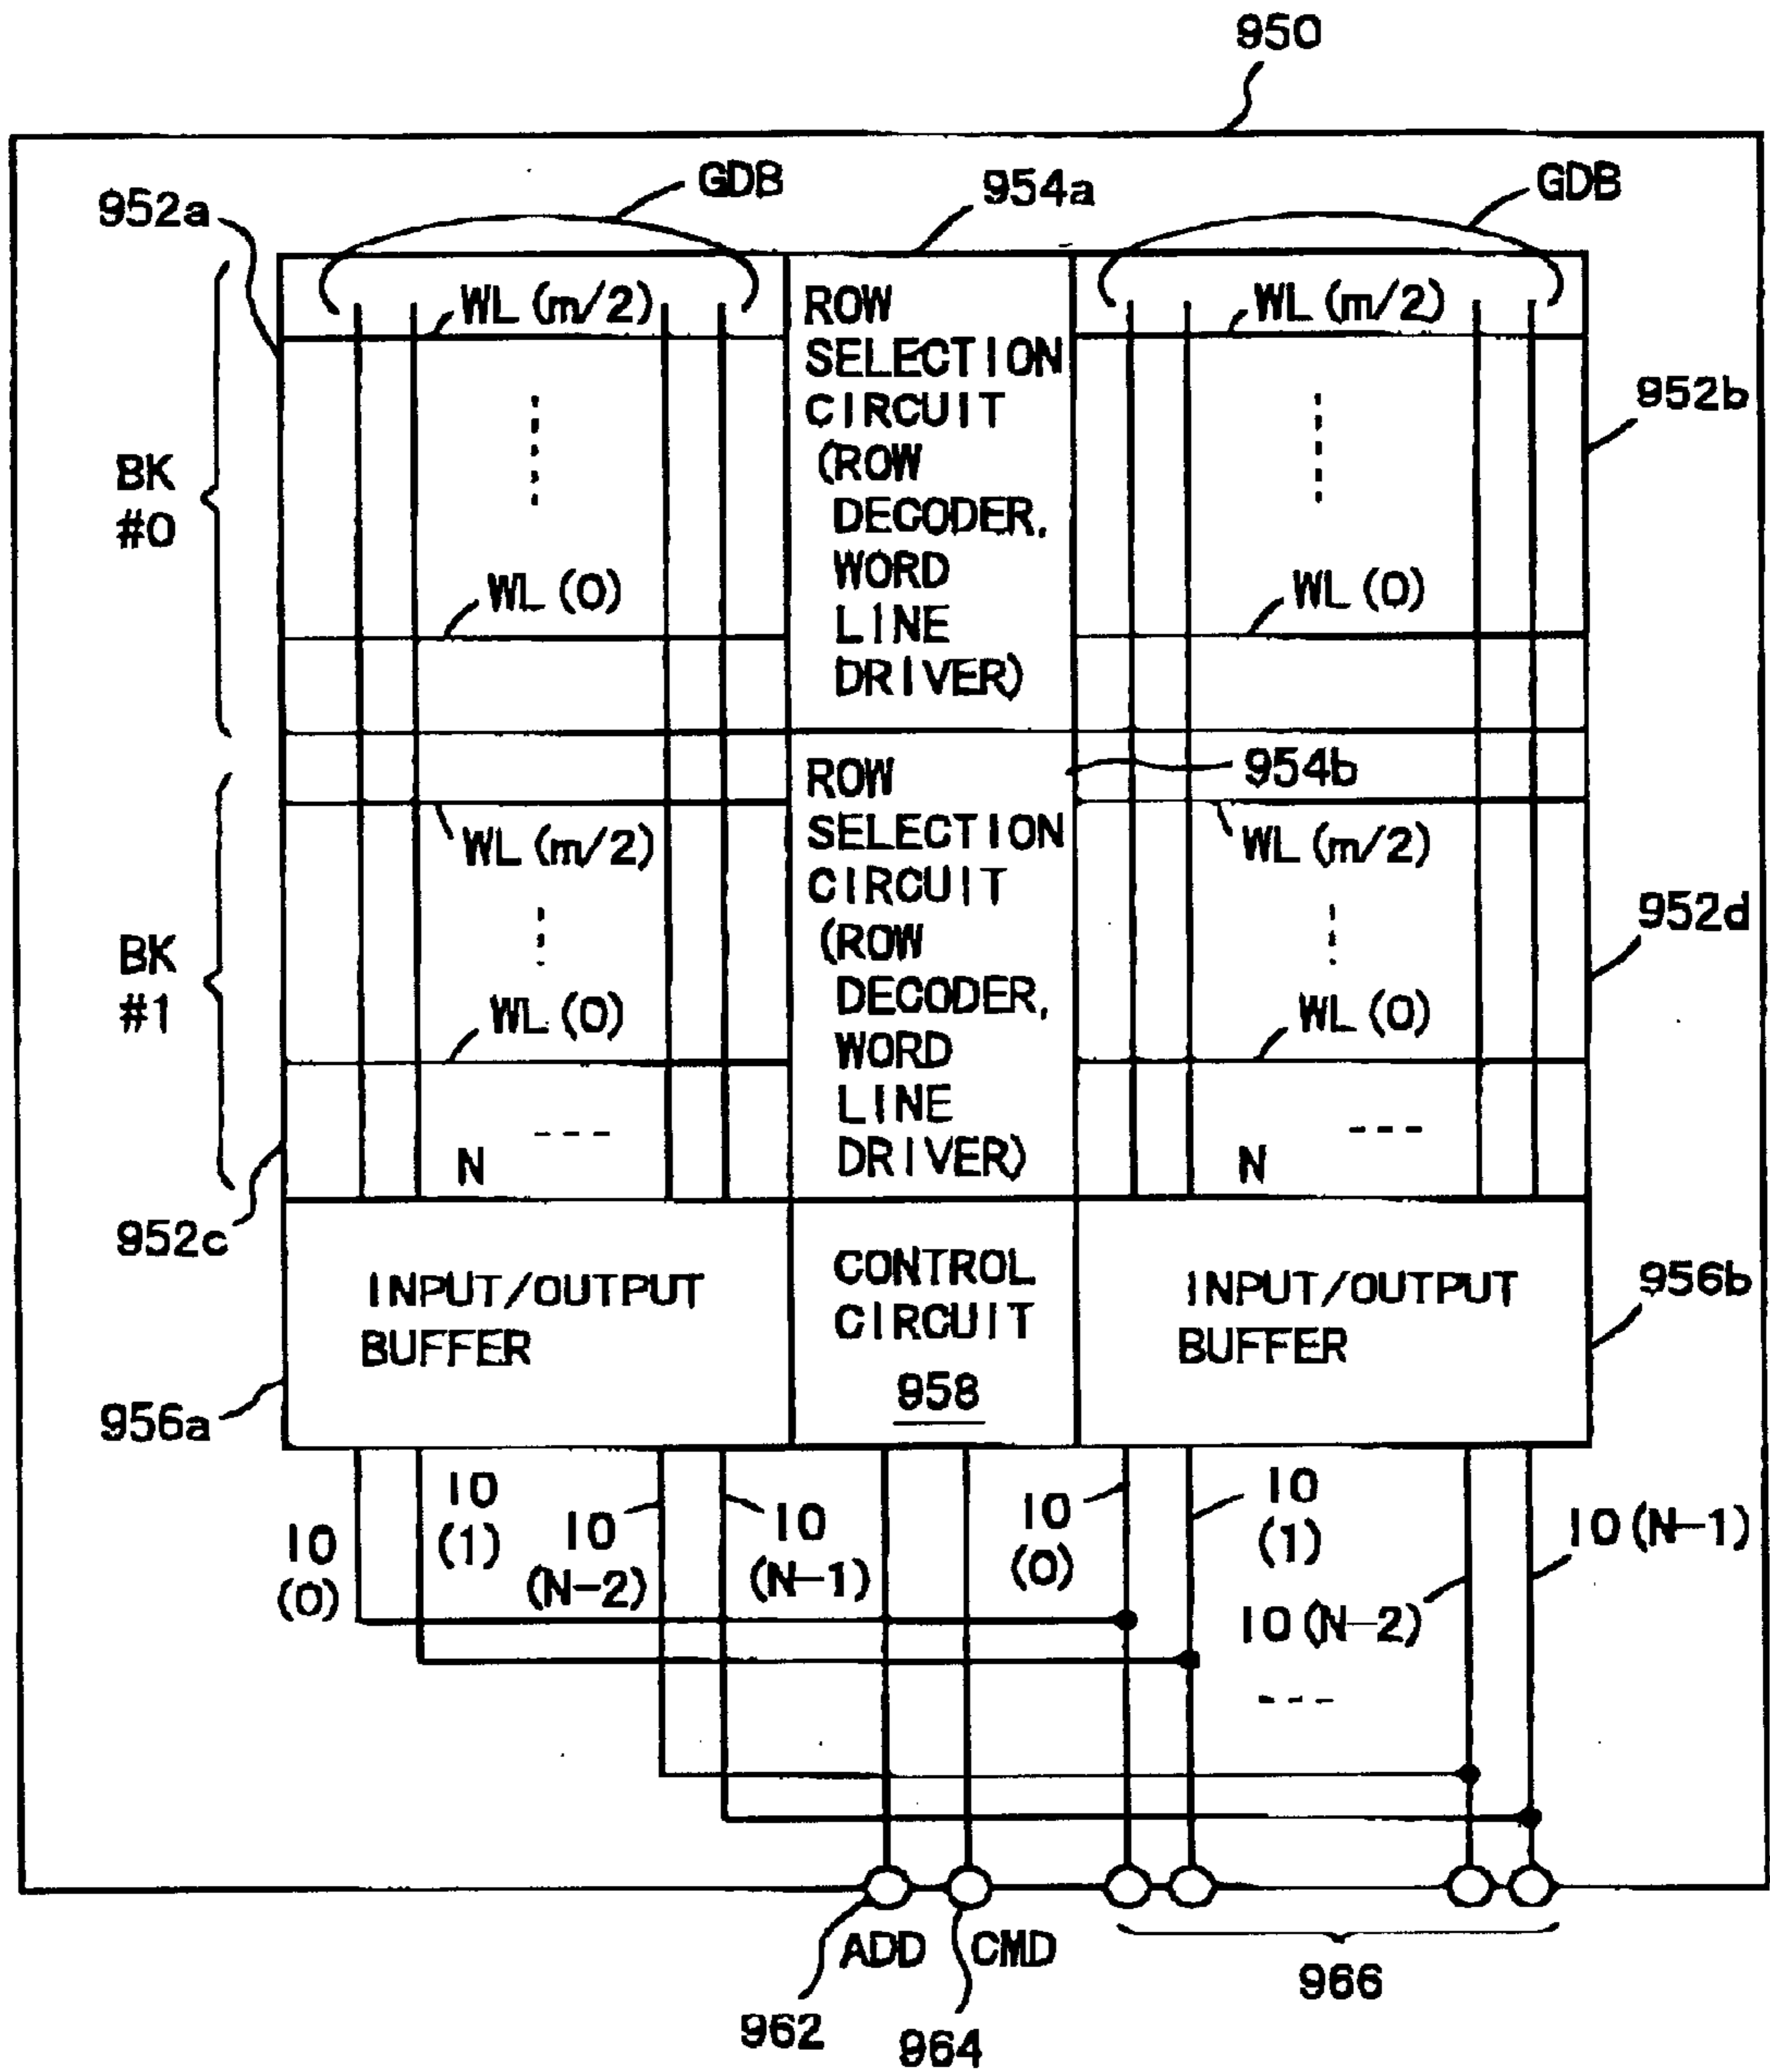 950
GDB
954a
GDB
952a
WL (m/2)
ROW
SELECTION
CIRCUIT
(ROW
DECODER,
WORD
LINE
DRIVER)
WL (m/2)
952b
BK
#0
WL (0)
WL (0)
ROW
SELECTION
CIRCUIT
(ROW
DECODER,
WORD
LINE
DRIVER)
954b
WL (m/2)
WL (m/2)
952d
BK
#1
WL (0)
WL (0)
N
N
952c
INPUT/OUTPUT
BUFFER
CONTROL
CIRCUIT
958
INPUT/OUTPUT
BUFFER
956b
956a
IO
(0)
IO
(1)
IO
(N-2)
IO
(N-1)
IO
(0)
IO
(1)
IO (N-2)
IO (N-1)
ADD
CMD
966
962
964